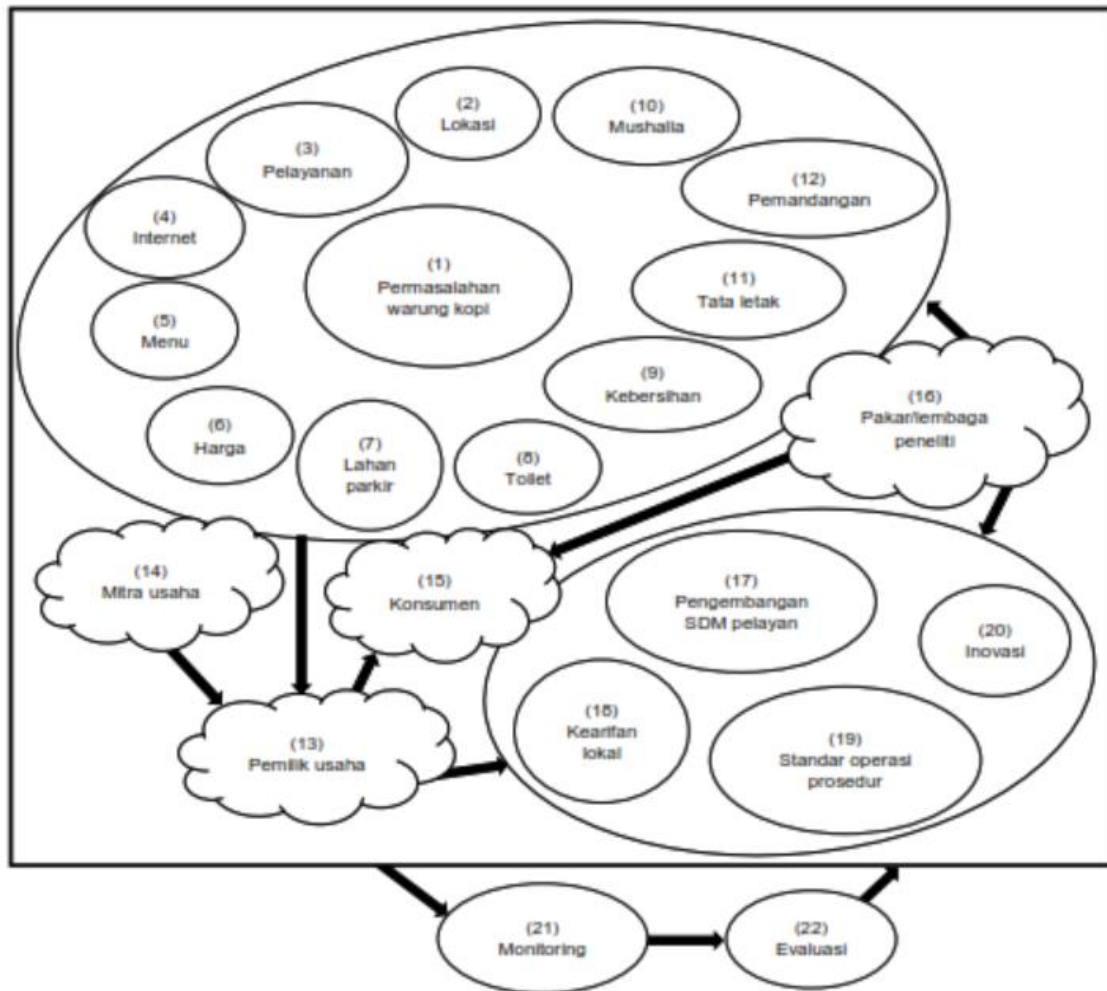 (2)
Lokasi
(10)
Mushalla
(3)
Pelayanan
(12)
Pemandangan
(4)
Internet
(1)
Permasalahan
warung kopi
(11)
Tata letak
(5)
Menu
(9)
Kebersihan
(16)
Pakar/lembaga
peneliti
(6)
Harga
(7)
Lahan
parkir
(8)
Toilet
(14)
Mitra usaha
(15)
Konsumen
(17)
Pengembangan
SDM pelayan
(20)
Inovasi
(18)
Kearifan
lokal
(13)
Pemilik usaha
(19)
Standar operasi
prosedur
(21)
Monitoring
(22)
Evaluasi